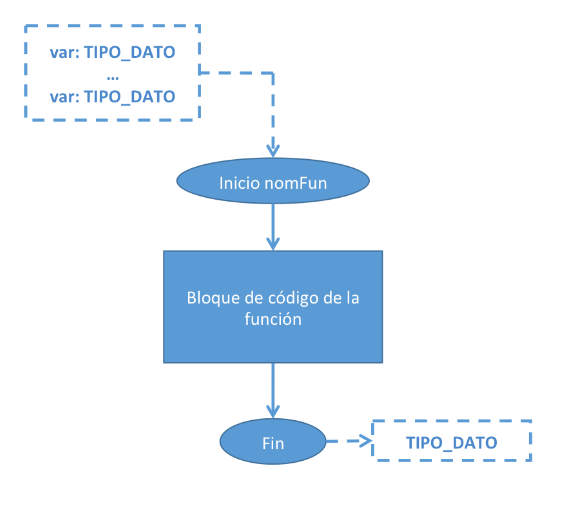 var: TIPO_DATO
...
var: TIPO_DATO
Inicio nomFun
Bloque de código de la
función
Fin
TIPO_DATO